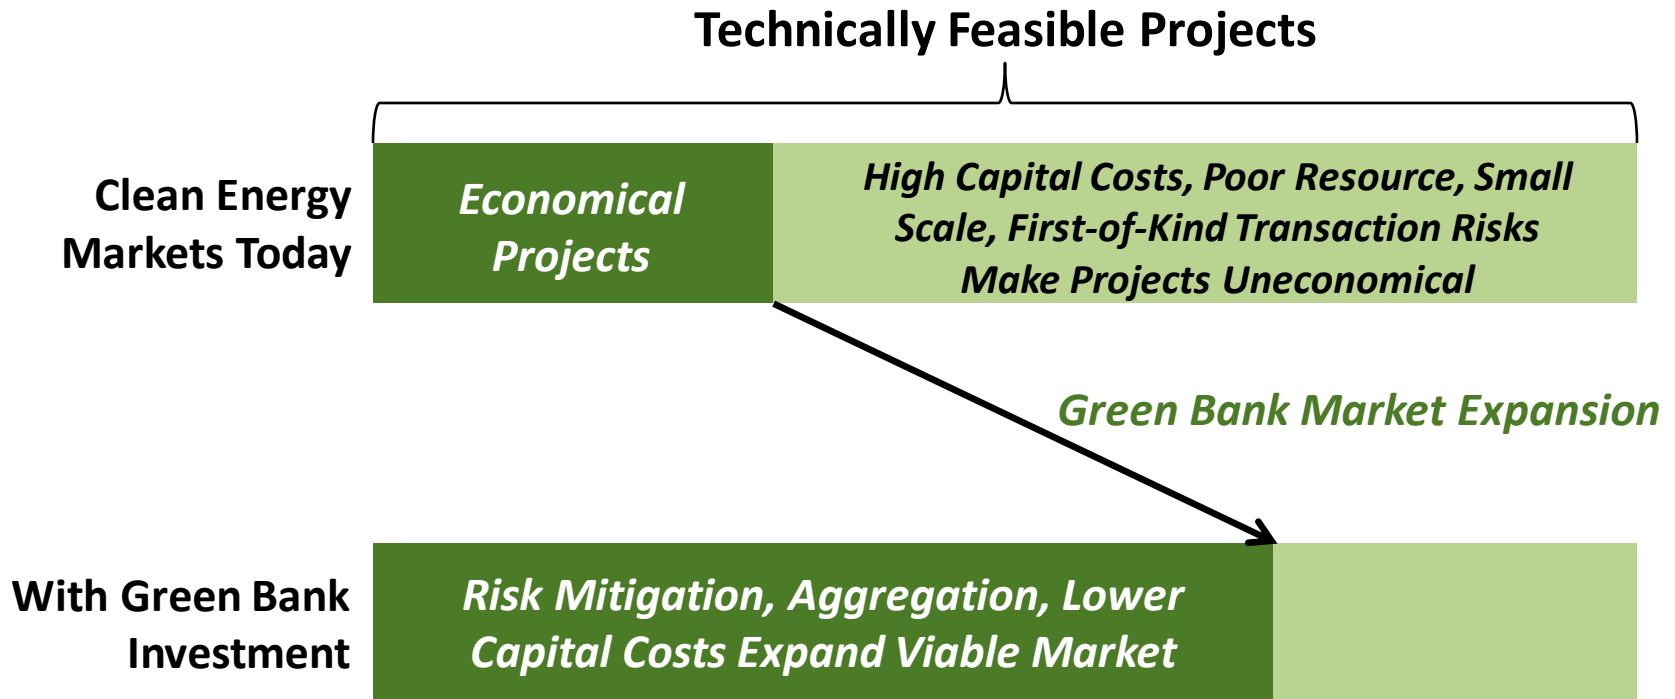 Technically Feasible Projects
Clean Energy
Markets Today
Economical
Projects
High Capital Costs, Poor Resource, Small
Scale, First-of-Kind Transaction Risks
Make Projects Uneconomical
Green Bank Market Expansion
With Green Bank
Investment
Risk Mitigation, Aggregation, Lower
Capital Costs Expand Viable Market